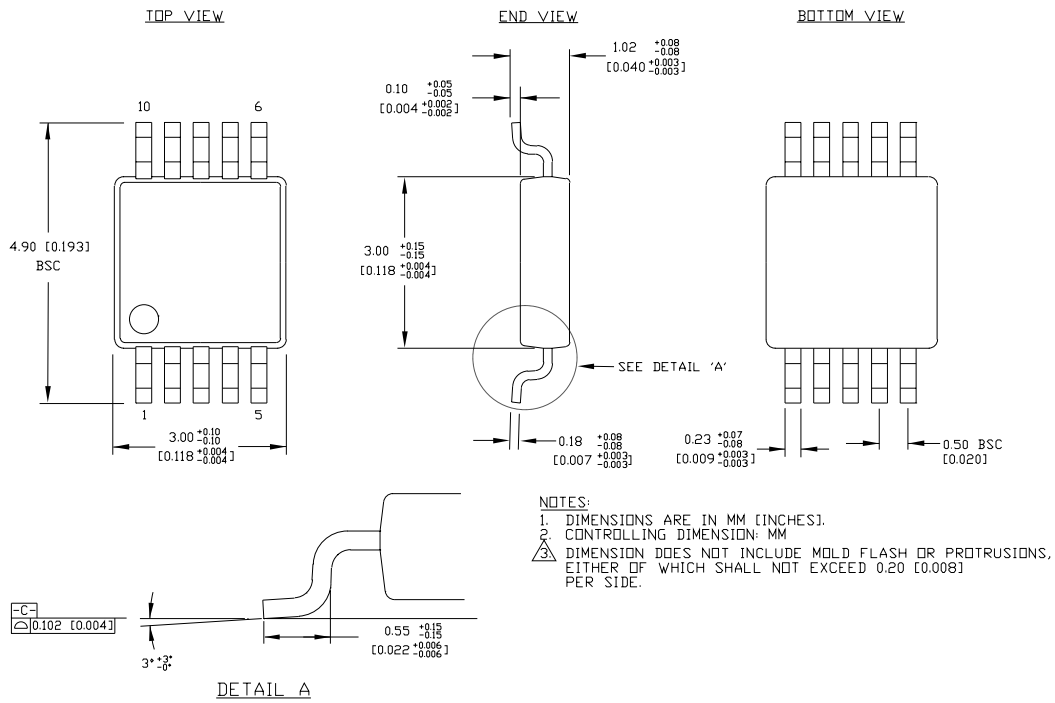 TOP VIEW
END VIEW
BOTTOM VIEW
1.02 +0.08 -0.08
[0.040 +0.003 -0.003]
0.10 +0.05 -0.05
[0.004 +0.002 -0.002]
10
6
4.90 [0.193]
BSC
3.00 +0.15 -0.15
[0.118 +0.004 -0.004]
SEE DETAIL 'A'
1
5
3.00 +0.10 -0.10
[0.118 +0.004 -0.004]
0.18 +0.08 -0.08
[0.007 +0.003 -0.003]
0.23 +0.07 -0.08
[0.009 +0.003 -0.003]
0.50 BSC
[0.020]
NOTES:
1. DIMENSIONS ARE IN MM [INCHES].
2. CONTROLLING DIMENSION: MM
3. DIMENSION DOES NOT INCLUDE MOLD FLASH OR PROTRUSIONS,
EITHER OF WHICH SHALL NOT EXCEED 0.20 [0.008]
PER SIDE.
-C-
0.102 [0.004]
0.55 +0.15 -0.15
[0.022 +0.006 -0.006]
3° +3° -0°
DETAIL A